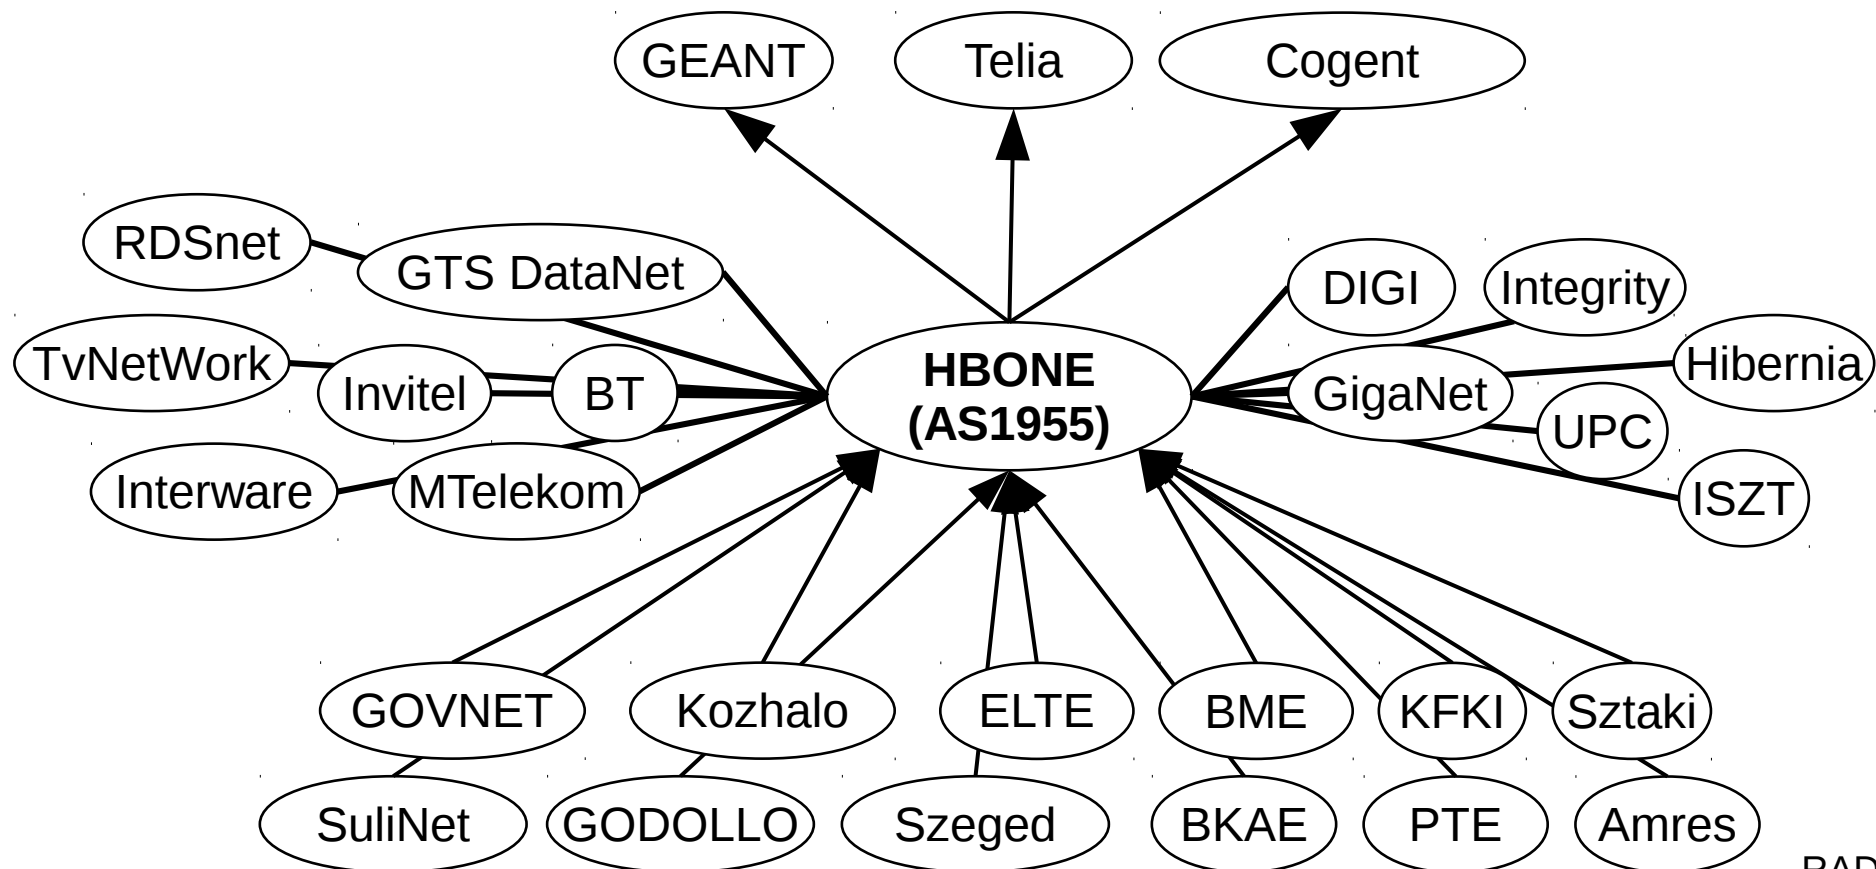 GEANT
Telia
Cogent
RDSnet
GTS DataNet
DIGI
Integrity
TvNetWork
Invitel
BT
HBONE
(AS1955)
GigaNet
Hibernia
UPC
Interware
MTelekom
ISZT
GOVNET
Kozhalo
ELTE
BME
KFKI
Sztaki
SuliNet
GODOLLO
Szeged
BKAE
PTE
Amres